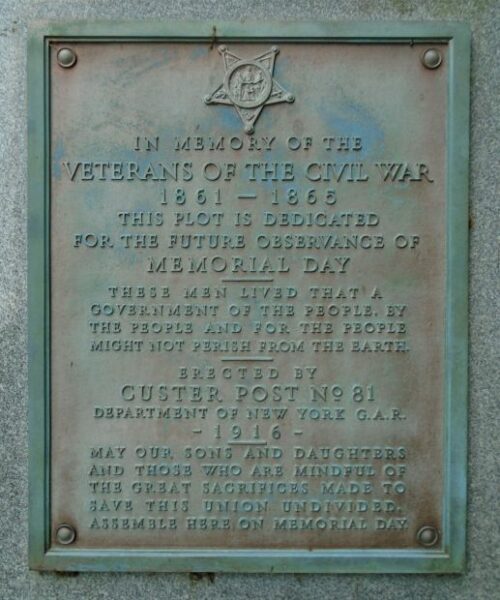 IN MEMORY OF THE
VETERANS OF THE CIVIL WAR
1861 — 1865
THIS PLOT IS DEDICATED
FOR THE FUTURE OBSERVANCE OF
MEMORIAL DAY
THESE MEN LIVED THAT A
GOVERNMENT OF THE PEOPLE, BY
THE PEOPLE AND FOR THE PEOPLE
MIGHT NOT PERISH FROM THE EARTH.
ERECTED BY
CUSTER POST Nº 81
DEPARTMENT OF NEW YORK G.A.R.
- 1916 -
MAY OUR SONS AND DAUGHTERS
AND THOSE WHO ARE MINDFUL OF
THE GREAT SACRIFICES MADE TO
SAVE THIS UNION UNDIVIDED,
ASSEMBLE HERE ON MEMORIAL DAY